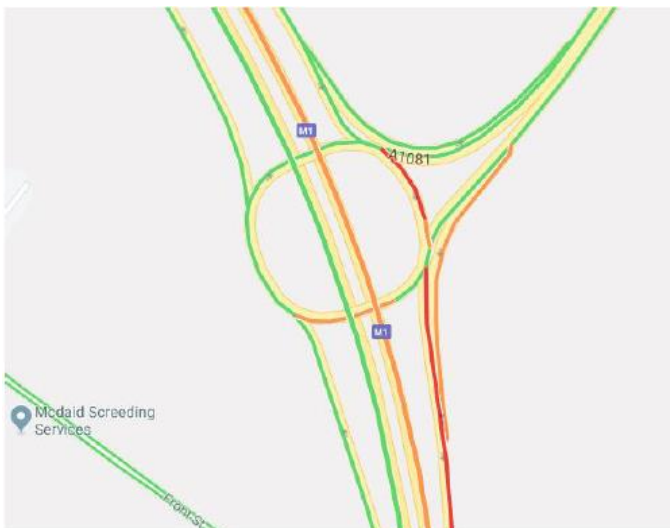 M1
A1081
M1
Mcdaid Screeding
Services
Front St